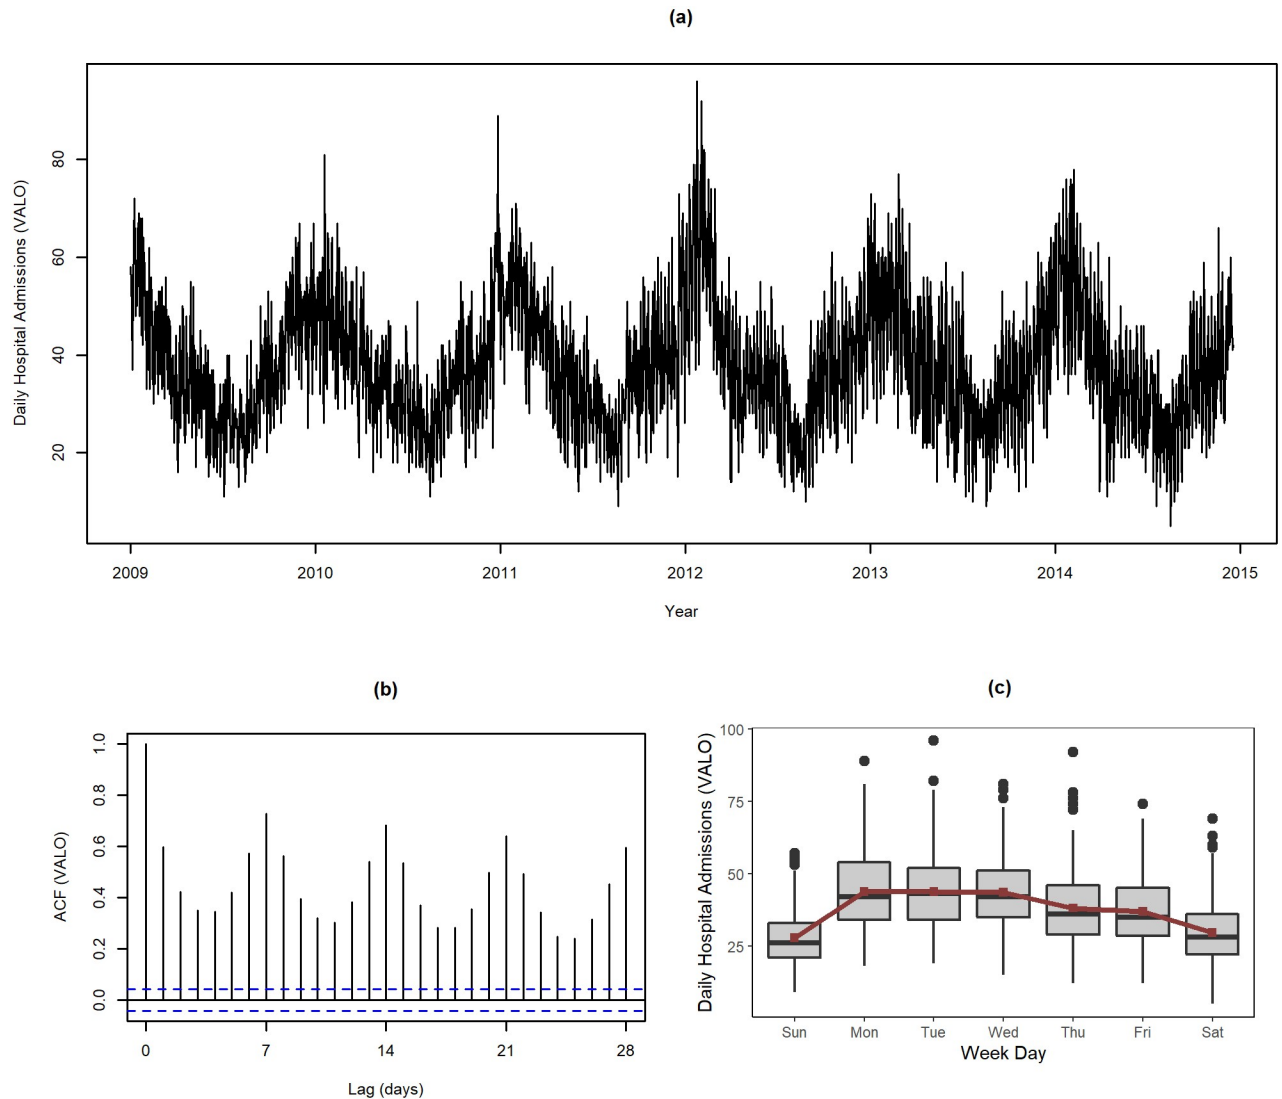 (a)
Daily Hospital Admissions (VALO)
80
60
40
20
2009 2010 2011 2012 2013 2014 2015
Year
(b)
ACF (VALO)
1.0
0.8
0.6
0.4
0.2
0.0
0 7 14 21 28
Lag (days)
(c)
Daily Hospital Admissions (VALO)
100
75
50
25
Sun Mon Tue Wed Thu Fri Sat
Week Day